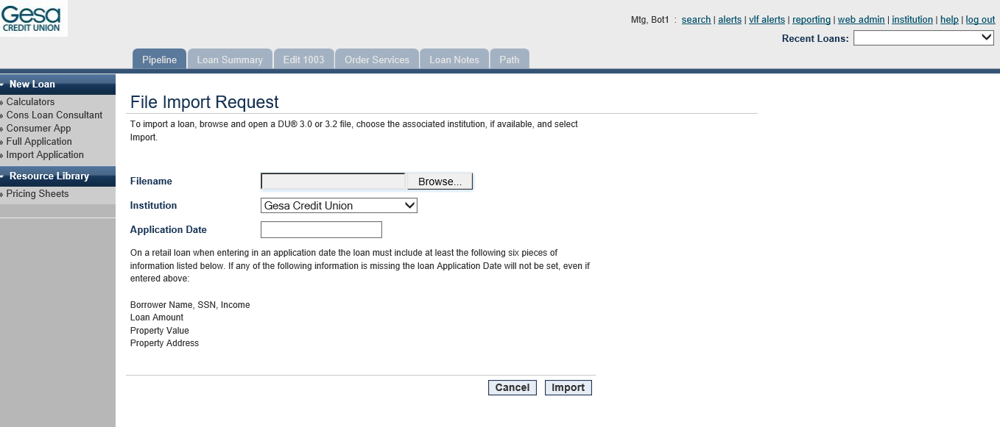 Gesa
CREDIT UNION
Mtg, Bot1 : search | alerts | vlf alerts | reporting | web admin | institution | help | log out
Recent Loans:
Pipeline Loan Summary Edit 1003 Order Services Loan Notes Path
New Loan
» Calculators
» Cons Loan Consultant
» Consumer App
» Full Application
» Import Application
Resource Library
» Pricing Sheets
File Import Request
To import a loan, browse and open a DU® 3.0 or 3.2 file, choose the associated institution, if available, and select
Import.
Filename Browse...
Institution Gesa Credit Union
Application Date
On a retail loan when entering in an application date the loan must include at least the following six pieces of
information listed below. If any of the following information is missing the loan Application Date will not be set, even if
entered above:
Borrower Name, SSN, Income
Loan Amount
Property Value
Property Address
Cancel Import